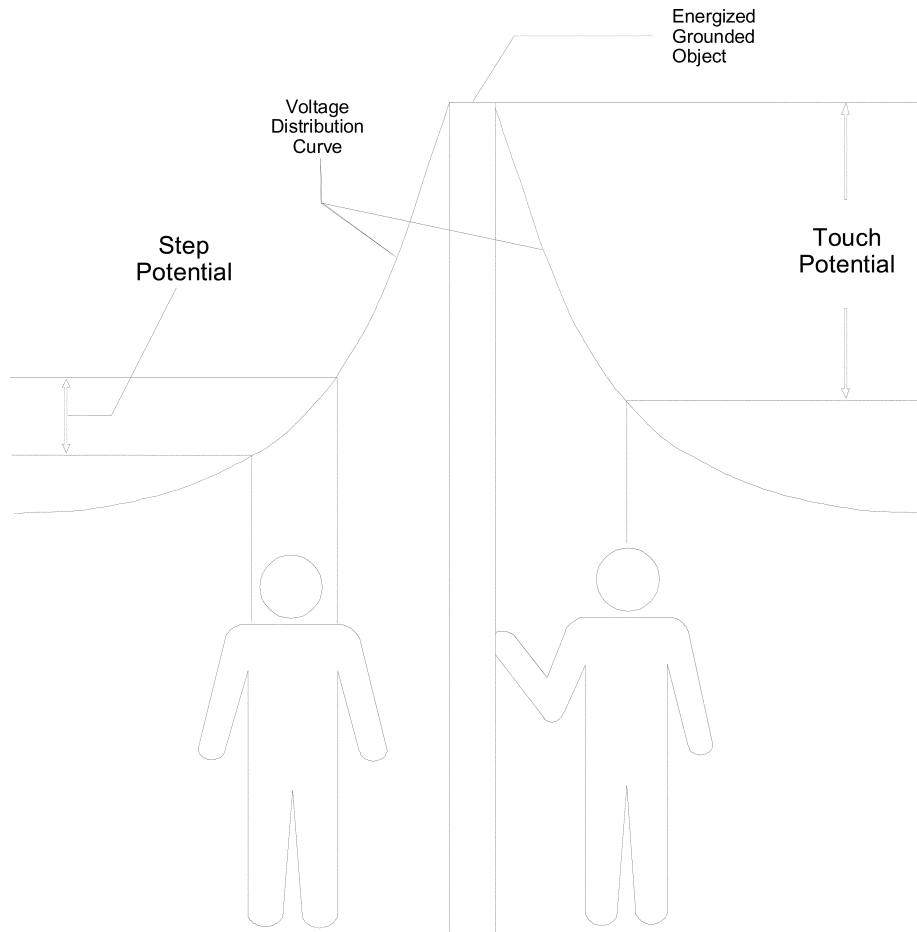 Energized
Grounded
Object
Voltage
Distribution
Curve
Step
Potential
Touch
Potential